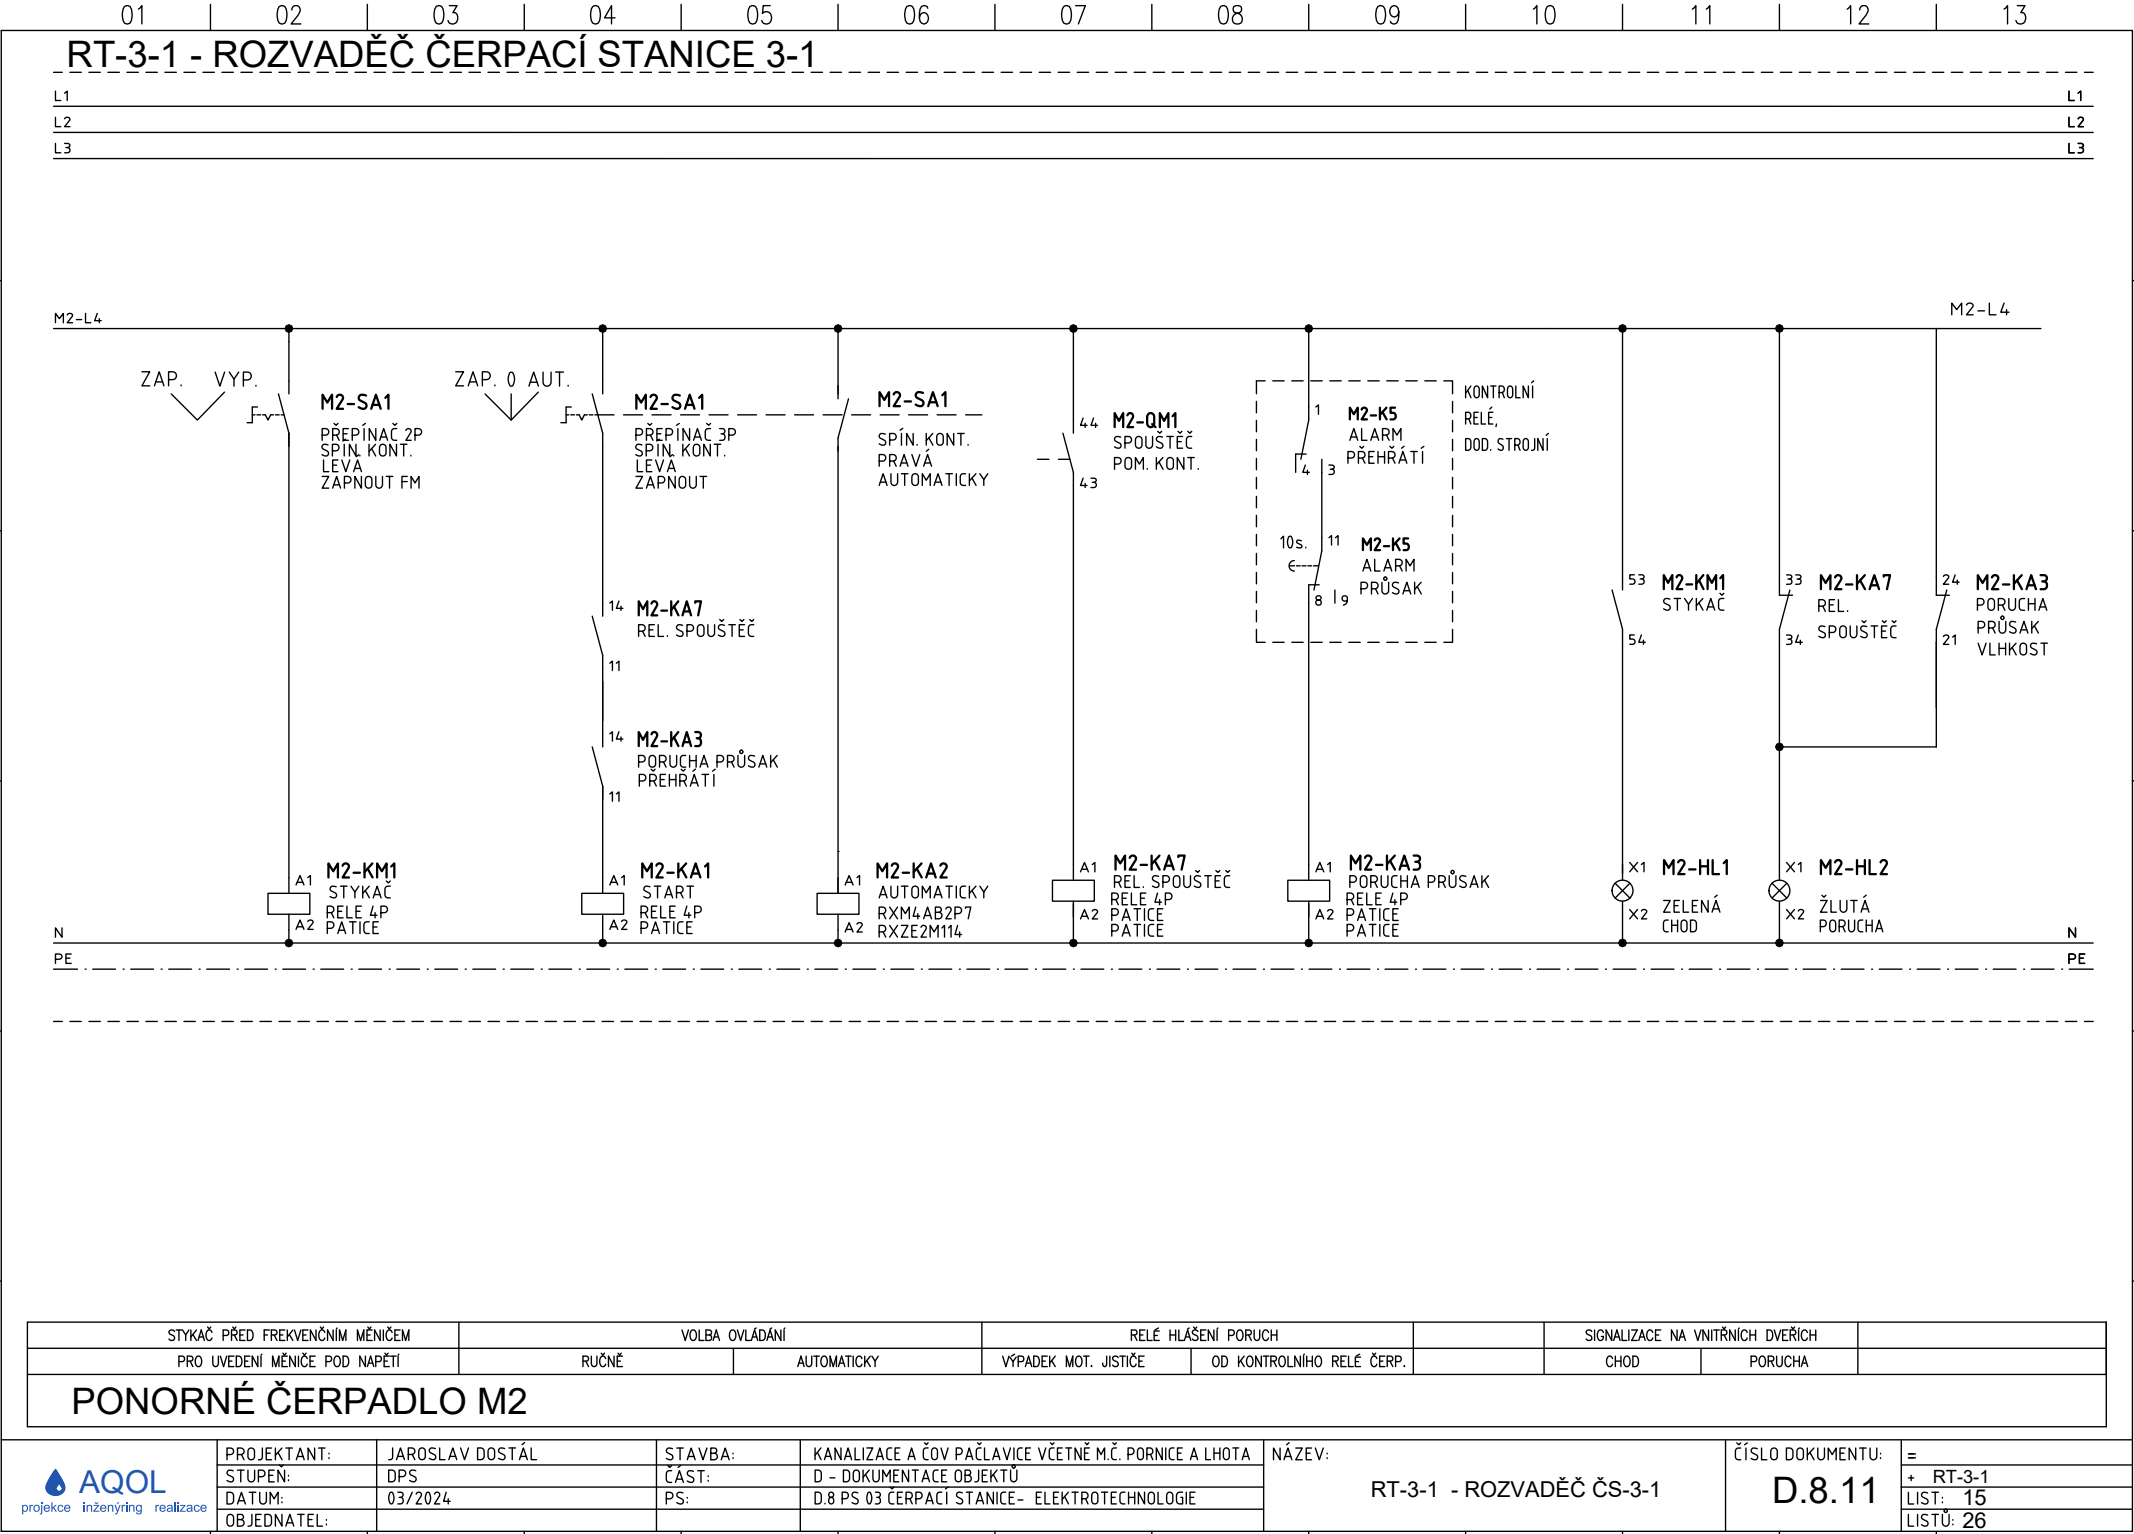 01 02 03 04 05 06 07 08 09 10 11 12 13
RT-3-1 - ROZVADĚČ ČERPACÍ STANICE 3-1
L1 L1
L2 L2
L3 L3
M2-L4 M2-L4
ZAP. VYP.
M2-SA1
PŘEPÍNAČ 2P
SPIN. KONT.
LEVÁ
ZAPNOUT FM
ZAP. 0 AUT.
M2-SA1
PŘEPÍNAČ 3P
SPIN. KONT.
LEVÁ
ZAPNOUT
M2-SA1
SPÍN. KONT.
PRAVÁ
AUTOMATICKY
44 M2-QM1
SPOUŠTĚČ
POM. KONT.
43
1 M2-K5
ALARM
PŘEHŘÁTÍ
4 3
KONTROLNÍ
RELÉ,
DOD. STROJNÍ
10s. 11 M2-K5
ALARM
PRŮSAK
8 9
14 M2-KA7
REL. SPOUŠTĚČ
11
14 M2-KA3
PORUCHA PRŮSAK
PŘEHŘÁTÍ
11
53 M2-KM1
STYKAČ
54
33 M2-KA7
REL.
SPOUŠTĚČ
34
24 M2-KA3
PORUCHA
PRŮSAK
VLHKOST
21
A1 M2-KM1
STYKAČ
RELE 4P
A2 PATICE
A1 M2-KA1
START
RELE 4P
A2 PATICE
A1 M2-KA2
AUTOMATICKY
RXM4AB2P7
A2 RXZE2M114
A1 M2-KA7
REL. SPOUŠTĚČ
RELE 4P
A2 PATICE
PATICE
A1 M2-KA3
PORUCHA PRŮSAK
RELE 4P
A2 PATICE
PATICE
X1 M2-HL1
ZELENÁ
X2 CHOD
X1 M2-HL2
ŽLUTÁ
X2 PORUCHA
N N
PE PE
STYKAČ PŘED FREKVENČNÍM MĚNIČEM VOLBA OVLÁDÁNÍ RELÉ HLÁŠENÍ PORUCH SIGNALIZACE NA VNITŘNÍCH DVEŘÍCH
PRO UVEDENÍ MĚNIČE POD NAPĚTÍ RUČNĚ AUTOMATICKY VÝPADEK MOT. JISTIČE OD KONTROLNÍHO RELÉ ČERP. CHOD PORUCHA
PONORNÉ ČERPADLO M2
AQOL
projekce inženýring realizace
PROJEKTANT: JAROSLAV DOSTÁL
STUPEŇ: DPS
DATUM: 03/2024
OBJEDNATEL:
STAVBA: KANALIZACE A ČOV PAČLAVICE VČETNĚ M.Č. PORNICE A LHOTA
ČÁST: D - DOKUMENTACE OBJEKTŮ
PS: D.8 PS 03 ČERPACÍ STANICE- ELEKTROTECHNOLOGIE
NÁZEV:
RT-3-1 - ROZVADĚČ ČS-3-1
ČÍSLO DOKUMENTU:
D.8.11
=
+ RT-3-1
LIST: 15
LISTŮ: 26